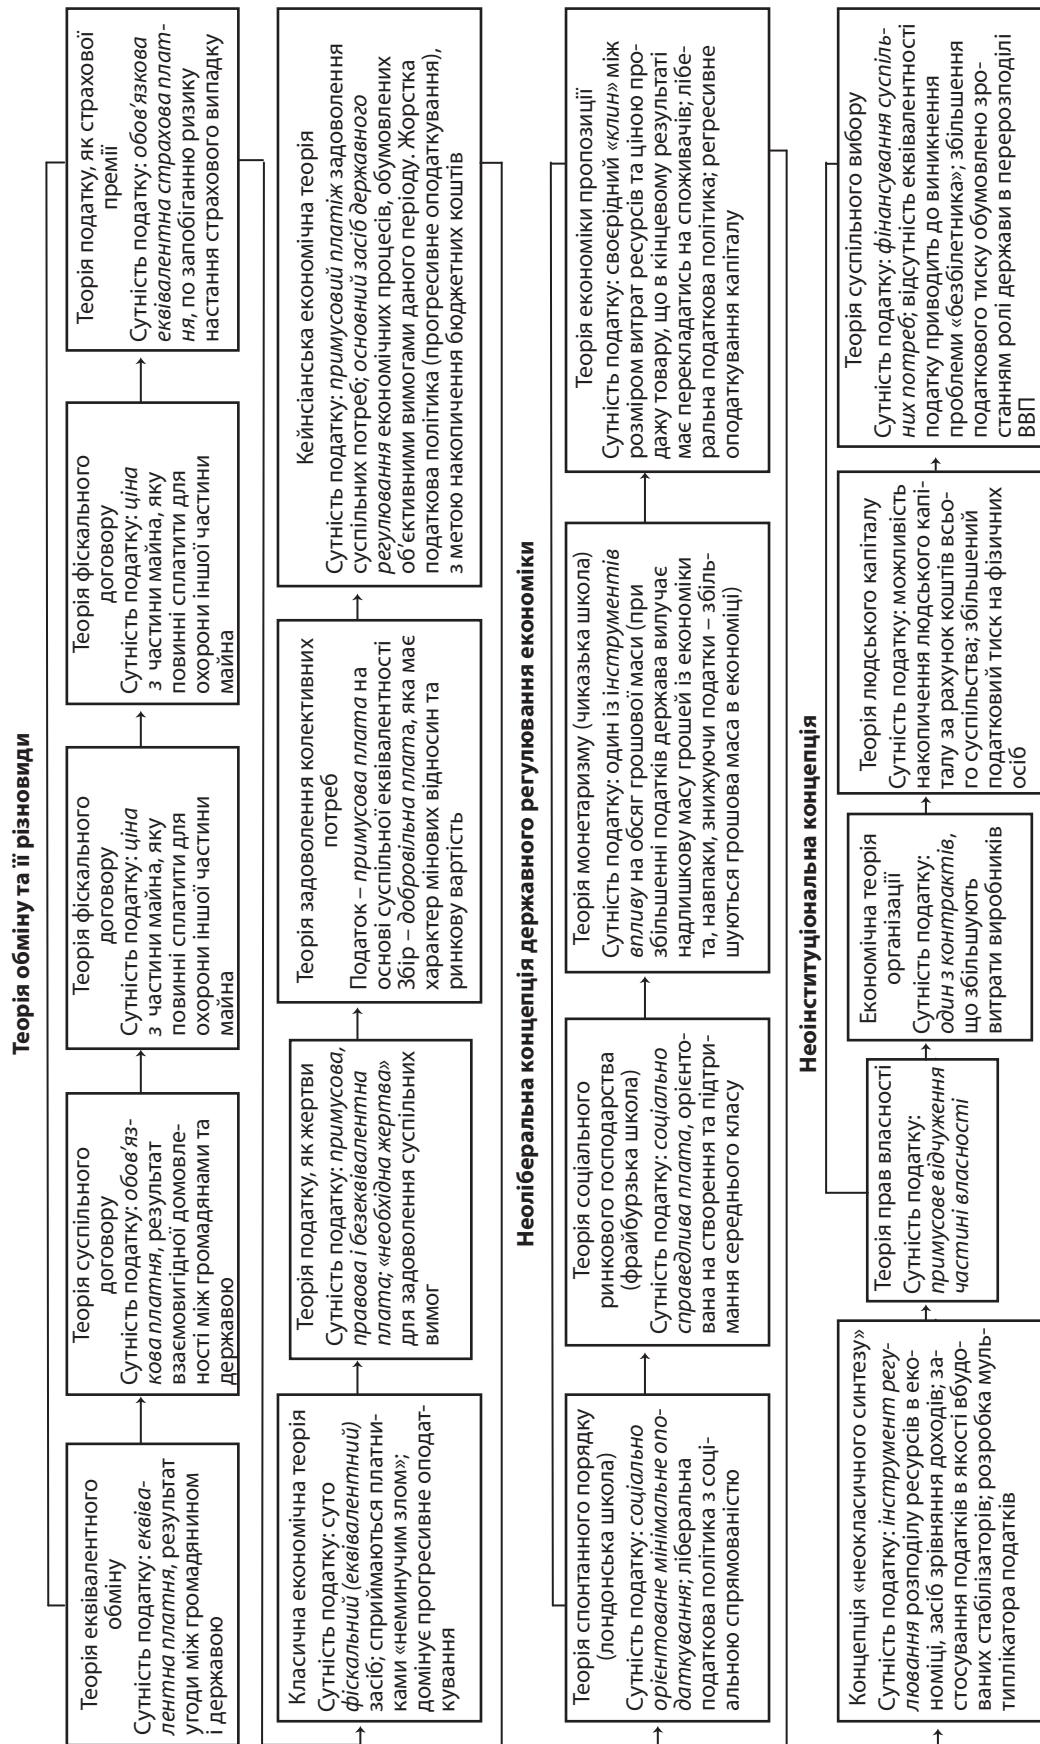 Теорія обміну та її різновиди
Теорія еквівалентного
обміну
Сутність податку: еквіва-
лентна платня, результат
угоди між громадянином
і державою
Теорія суспільного
договору
Сутність податку: обов'яз-
кова платня, результат
взаємовигідної домовле-
ності між громадянами та
державою
Теорія фіскального
договору
Сутність податку: ціна
з частини майна, яку
повинні сплатити для
охорони іншої частини
майна
Теорія фіскального
договору
Сутність податку: ціна
з частини майна, яку
повинні сплатити для
охорони іншої частини
майна
Теорія податку, як страхової
премії
Сутність податку: обов'язкова
еквівалентна страхова плат-
ня, по запобіганню ризику
настання страхового випадку
Класична економічна теорія
Сутність податку: суто
фіскальний (еквівалентний)
засіб; сприймаються платни-
ками «неминучим злом»;
домінує прогресивне оподат-
кування
Теорія податку, як жертви
Сутність податку: примусова,
правова і безеквівалентна
плата; «необхідна жертва»
для задоволення суспільних
вимог
Теорія задоволення колективних
потреб
Податок – примусова плата на
основі суспільної еквівалентності
Збір – добровільна плата, яка має
характер мінових відносин та
ринкову вартість
Кейнсіанська економічна теорія
Сутність податку: примусовий платіж задоволення
суспільних потреб; основний засіб державного
регулювання економічних процесів, обумовлених
об’єктивними вимогами даного періоду. Жорстка
податкова політика (прогресивне оподаткування),
з метою накопичення бюджетних коштів
Неоліберальна концепція державного регулювання економіки
Теорія спонтанного порядку
(лондонська школа)
Сутність податку: соціально
орієнтоване мінімальне опо-
даткування; ліберальна
податкова політика з соці-
альною спрямованістю
Теорія соціального
ринкового господарства
(фрайбурзька школа)
Сутність податку: соціально
справедлива плата, орієнто-
вана на створення та підтри-
мання середнього класу
Теорія монетаризму (чиказька школа)
Сутність податку: один із інструментів
впливу на обсяг грошової маси (при
збільшенні податків держава вилучає
надлишкову масу грошей із економіки
та, навпаки, знижуючи податки – збіль-
шуються грошова маса в економіці)
Теорія економіки пропозиції
Сутність податку: своєрідний «клин» між
розміром витрат ресурсів та ціною про-
дажу товару, що в кінцевому результаті
має перекладатись на споживачів; лібе-
ральна податкова політика; регресивне
оподаткування капіталу
Неоінституціональна концепція
Концепція «неокласичного синтезу»
Сутність податку: інструмент регу-
лювання розподілу ресурсів в еко-
номіці, засіб зрівняння доходів; за-
стосування податків в якості вбудо-
ваних стабілізаторів; розробка муль-
типлікатора податків
Теорія прав власності
Сутність податку:
примусове відчуження
частини власності
Економічна теорія
організації
Сутність податку:
один з контрактів,
що збільшують
витрати виробників
Теорія людського капіталу
Сутність податку: можливість
накопичення людського капі-
талу за рахунок коштів всьо-
го суспільства; збільшений
податковий тиск на фізичних
осіб
Теорія суспільного вибору
Сутність податку: фінансування суспіль-
них потреб; відсутність еквівалентності
податку приводить до виникнення
проблеми «безбілетника»; збільшення
податкового тиску обумовлено зро-
станням ролі держави в перерозподілі
ВВП